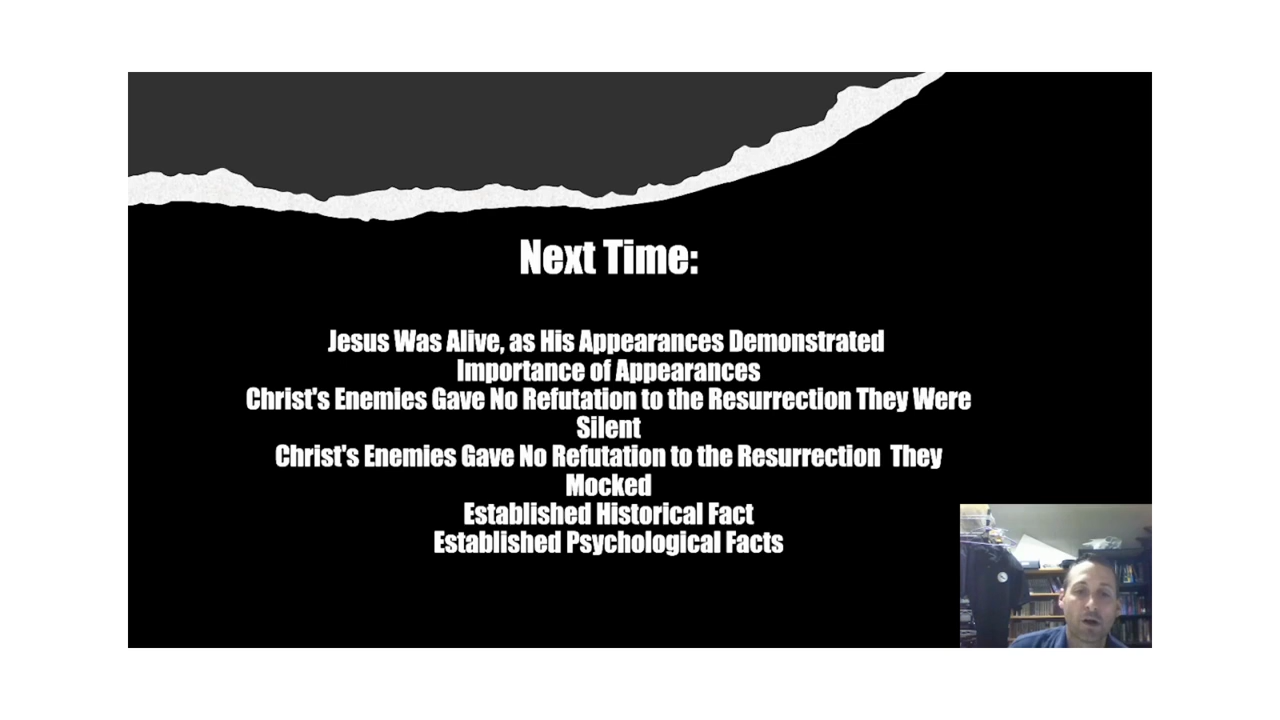 Next Time:
Jesus Was Alive, as His Appearances Demonstrated
Importance of Appearances
Christ's Enemies Gave No Refutation to the Resurrection They Were
Silent
Christ's Enemies Gave No Refutation to the Resurrection  They
Mocked
Established Historical Fact
Established Psychological Facts